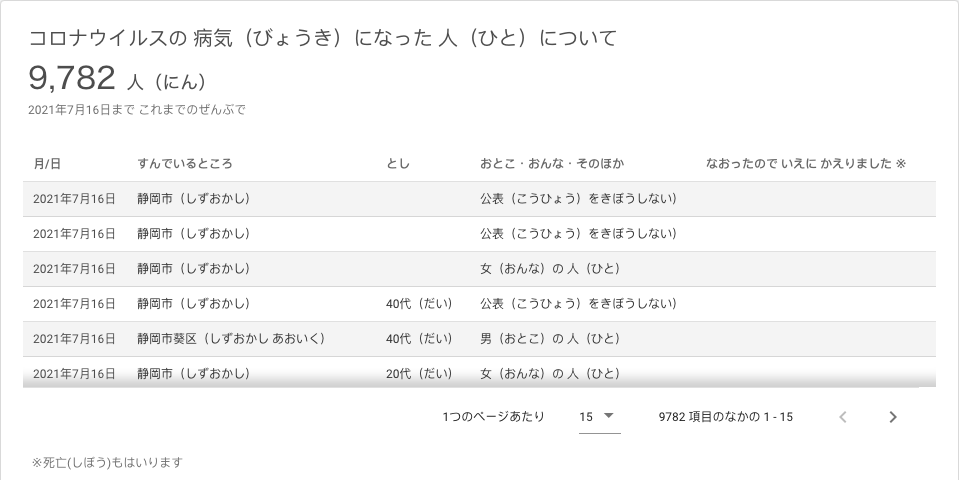 コロナウイルスの 病気（びょうき）になった 人（ひと）について
9,782 人（にん）
2021年7月16日まで これまでのぜんぶで
月/日 すんでいるところ とし おとこ・おんな・そのほか なおったので いえに かえりました ※
2021年7月16日 静岡市（しずおかし） 公表（こうひょう）をきぼうしない）
2021年7月16日 静岡市（しずおかし） 公表（こうひょう）をきぼうしない）
2021年7月16日 静岡市（しずおかし） 女（おんな）の 人（ひと）
2021年7月16日 静岡市（しずおかし） 40代（だい） 公表（こうひょう）をきぼうしない）
2021年7月16日 静岡市葵区（しずおかし あおいく） 40代（だい） 男（おとこ）の 人（ひと）
2021年7月16日 静岡市（しずおかし） 20代（だい） 女（おんな）の 人（ひと）
1つのページあたり 15 9782 項目のなかの 1 - 15
※死亡(しぼう)もはいります